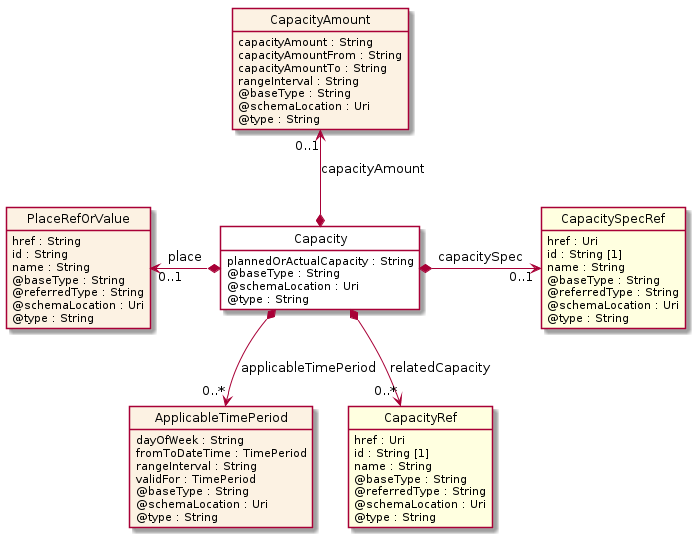 CapacityAmount
capacityAmount : String
capacityAmountFrom : String
capacityAmountTo : String
rangeInterval : String
@baseType : String
@schemaLocation : Uri
@type : String
0..1
capacityAmount
PlaceRefOrValue
href : String
id : String
name : String
@baseType : String
@referredType : String
@schemaLocation : Uri
@type : String
place
0..1
Capacity
plannedOrActualCapacity : String
@baseType : String
@schemaLocation : Uri
@type : String
capacitySpec
0..1
CapacitySpecRef
href : Uri
id : String [1]
name : String
@baseType : String
@referredType : String
@schemaLocation : Uri
@type : String
applicableTimePeriod
0..*
relatedCapacity
0..*
ApplicableTimePeriod
dayOfWeek : String
fromToDateTime : TimePeriod
rangeInterval : String
validFor : TimePeriod
@baseType : String
@schemaLocation : Uri
@type : String
CapacityRef
href : Uri
id : String [1]
name : String
@baseType : String
@referredType : String
@schemaLocation : Uri
@type : String